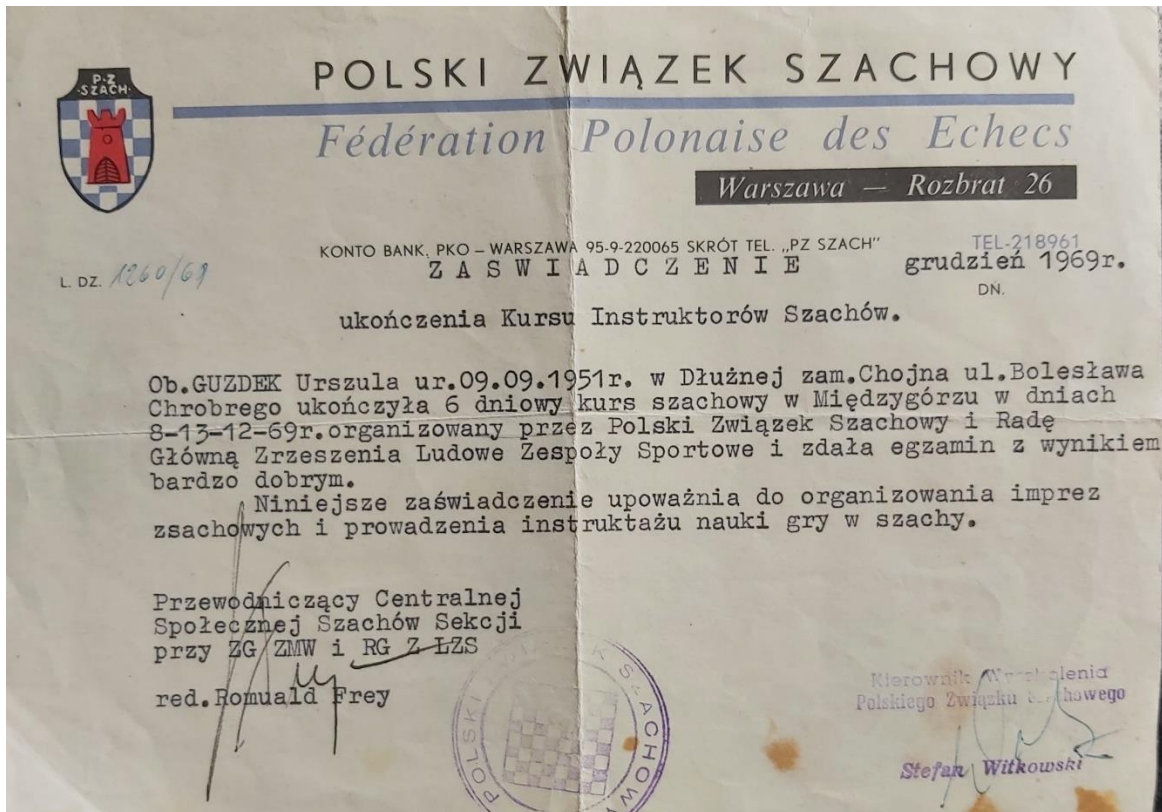 P·Z
·SZACH·
POLSKI ZWIĄZEK SZACHOWY
Fédération Polonaise des Echecs
Warszawa — Rozbrat 26
KONTO BANK. PKO – WARSZAWA 95-9-220065 SKRÓT TEL. „PZ SZACH"
TEL-218961
ZASWIADCZENIE
grudzień 1969r.
L. DZ. 1260/69
DN.
ukończenia Kursu Instruktorów Szachów.
Ob.GUZDEK Urszula ur.09.09.1951r. w Dłużnej zam.Chojna ul.Bolesława
Chrobrego ukończyła 6 dniowy kurs szachowy w Międzygórzu w dniach
8-13-12-69r.organizowany przez Polski Związek Szachowy i Radę
Główną Zrzeszenia Ludowe Zespoły Sportowe i zdała egzamin z wynikiem
bardzo dobrym.
Niniejsze zaświadczenie upoważnia do organizowania imprez
zsachowych i prowadzenia instruktażu nauki gry w szachy.
Przewodniczący Centralnej
Społecznej Szachów Sekcji
przy ZG ZMW i RG Z LZS
red.Romuald Frey
POLSKI SZACHOW
Kierownik
Polskiego Związku
Stefan Witkowski